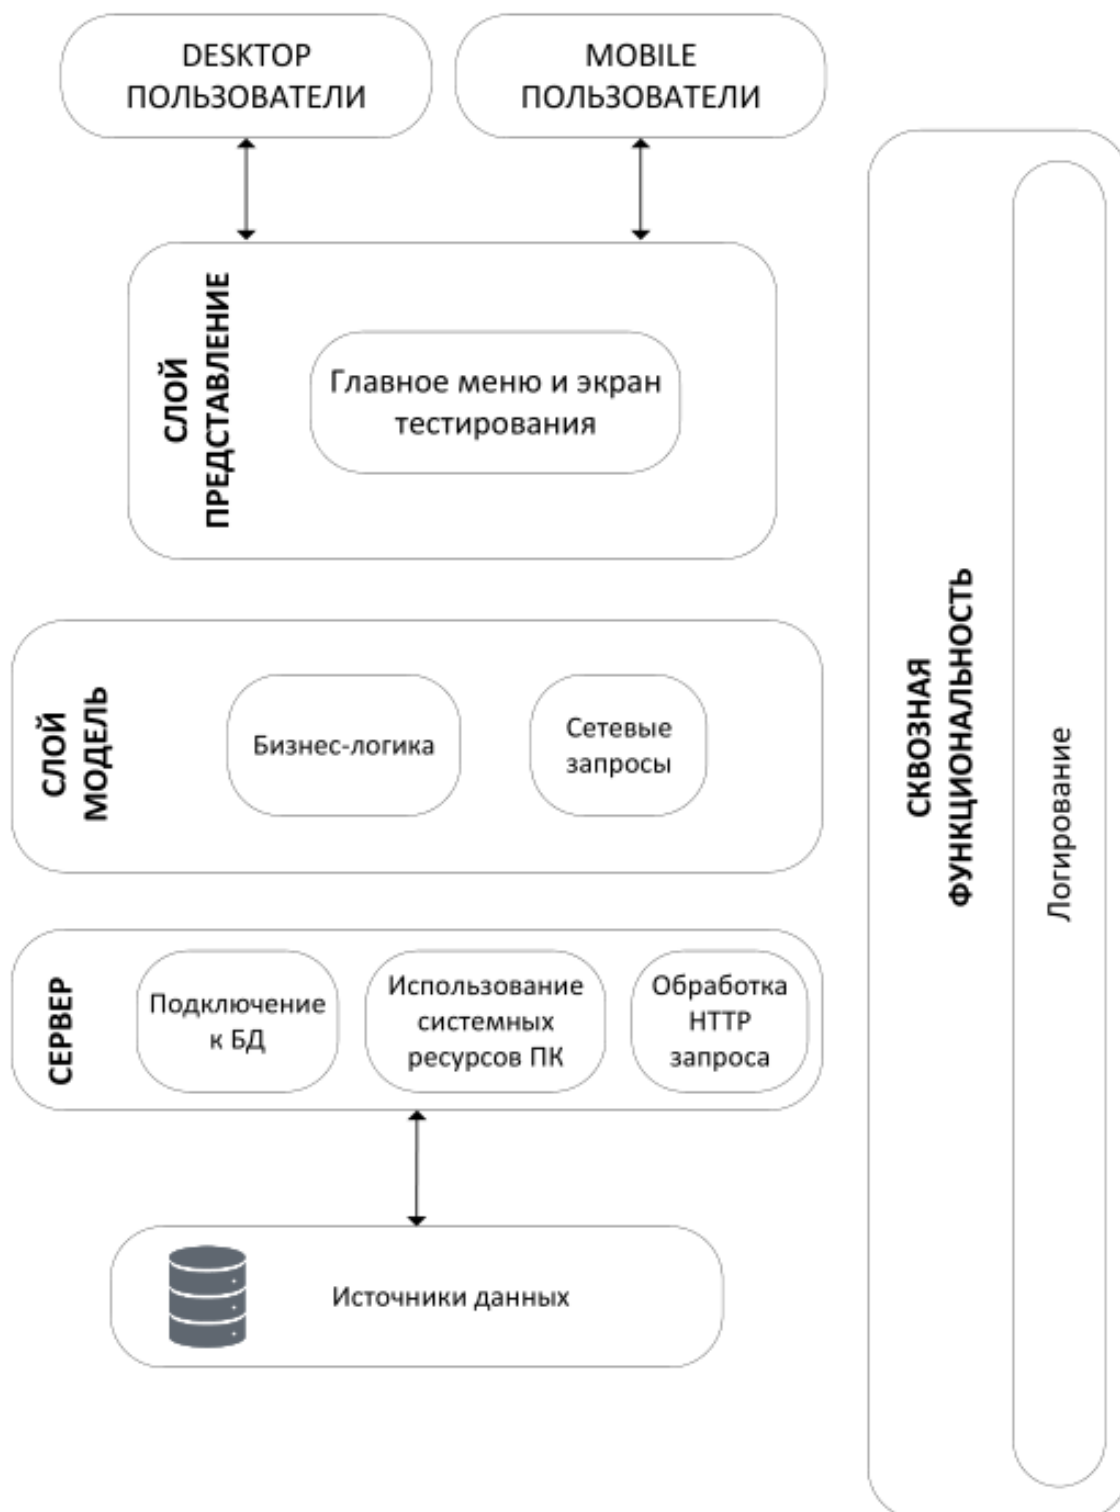 DESKTOP
ПОЛЬЗОВАТЕЛИ
MOBILE
ПОЛЬЗОВАТЕЛИ
СЛОЙ
ПРЕДСТАВЛЕНИЕ
Главное меню и экран
тестирования
СЛОЙ
МОДЕЛЬ
Бизнес-логика
Сетевые
запросы
СЕРВЕР
Подключение
к БД
Использование
системных
ресурсов ПК
Обработка
HTTP
запроса
Источники данных
СКВОЗНАЯ
ФУНКЦИОНАЛЬНОСТЬ
Логирование